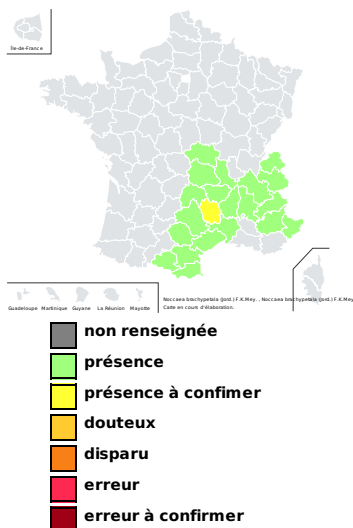 Île-de-France
Guadeloupe Martinique Guyane La Réunion Mayotte
Noccaea brachypetala (Jord.) F.K.Mey. , Noccaea brachypetala (Jord.) F.K.Mey
Carte en cours d'élaboration.
non renseignée
présence
présence à confimer
douteux
disparu
erreur
erreur à confirmer